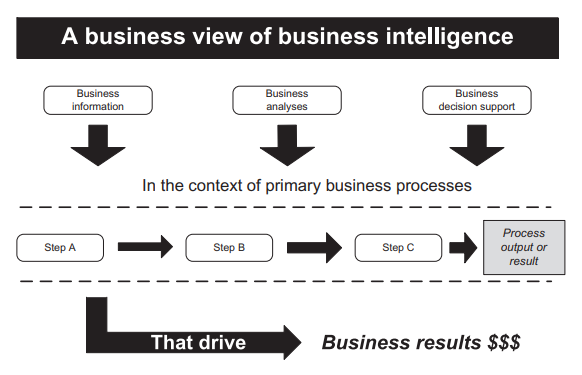 A business view of business intelligence
Business
information
Business
analyses
Business
decision support
In the context of primary business processes
Step A
Step B
Step C
Process
output or
result
That drive
Business results $$$